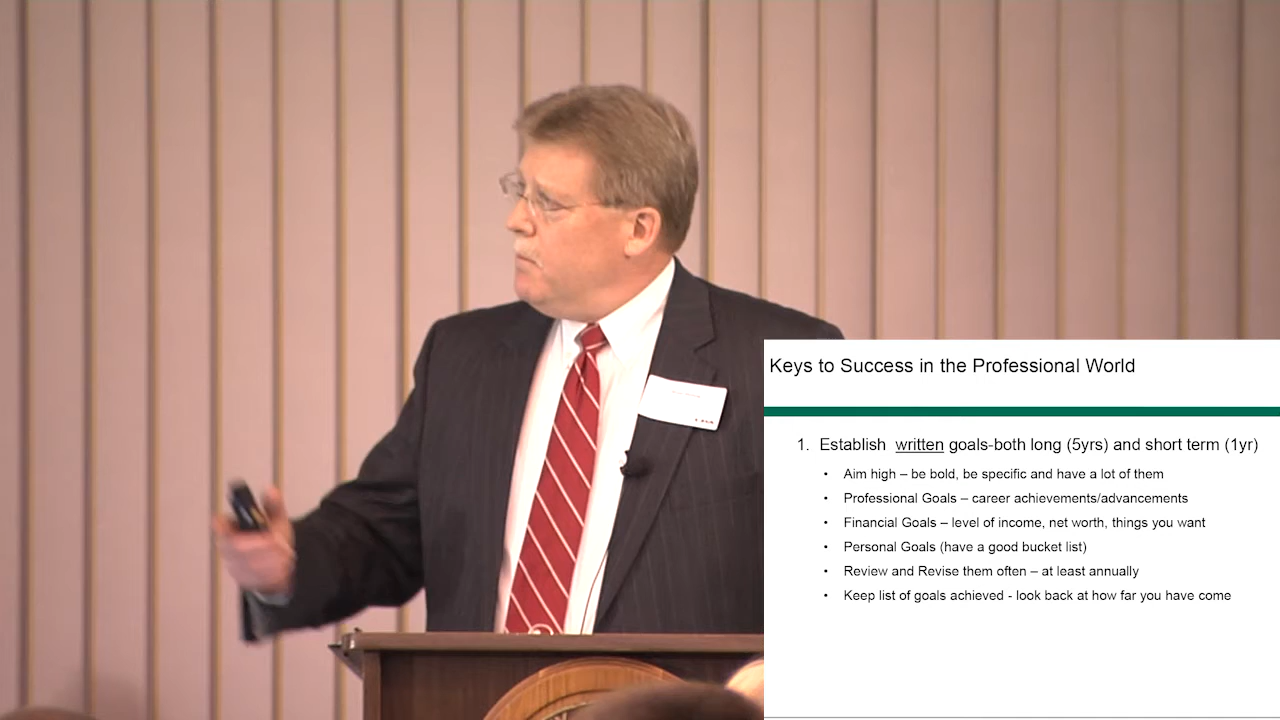 Keys to Success in the Professional World
1. Establish written goals-both long (5yrs) and short term (1yr)
• Aim high – be bold, be specific and have a lot of them
• Professional Goals – career achievements/advancements
• Financial Goals – level of income, net worth, things you want
• Personal Goals (have a good bucket list)
• Review and Revise them often – at least annually
• Keep list of goals achieved - look back at how far you have come